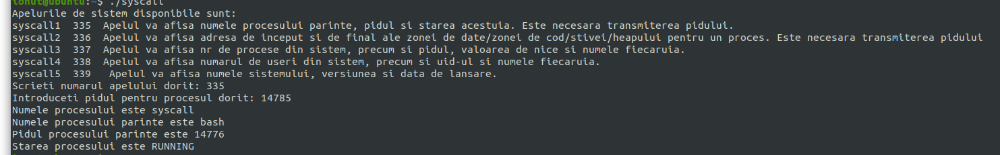 tonut@ubuntu:~$ ./syscall
Apelurile de sistem disponibile sunt:
syscall1  335  Apelul va afisa numele procesului parinte, pidul si starea acestuia. Este necesara transmiterea pidului.
syscall2  336  Apelul va afisa adresa de inceput si de final ale zonei de date/zonei de cod/stivei/heapului pentru un proces. Este necesara transmiterea pidului
syscall3  337  Apelul va afisa nr de procese din sistem, precum si pidul, valoarea de nice si numele fiecaruia.
syscall4  338  Apelul va afisa numarul de useri din sistem, precum si uid-ul si numele fiecaruia.
syscall5  339   Apelul va afisa numele sistemului, versiunea si data de lansare.
Scrieti numarul apelului dorit: 335
Introduceti pidul pentru procesul dorit: 14785
Numele procesului este syscall
Numele procesului parinte este bash
Pidul procesului parinte este 14776
Starea procesului este RUNNING